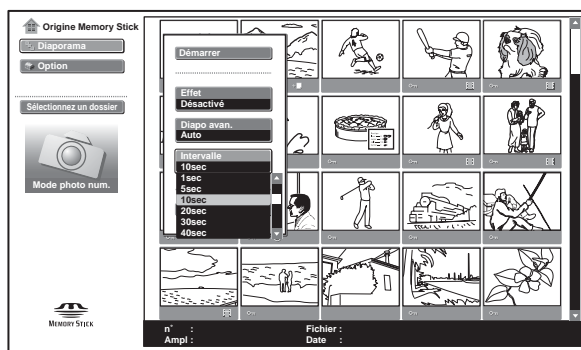 Origine Memory Stick
Diaporama
Option
Sélectionnez un dossier
Mode photo num.
MEMORY STICK
Démarrer
Effet
Désactivé
Diapo avan.
Auto
Intervalle
10sec
1sec
5sec
10sec
20sec
30sec
40sec
n° :
Ampl :
Fichier :
Date :